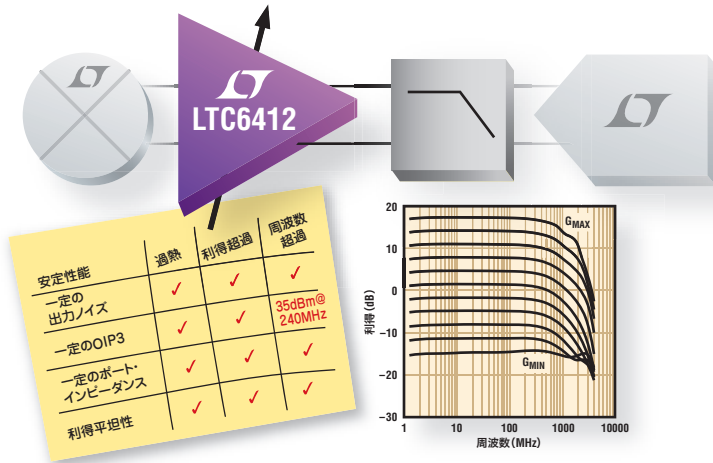 LTC6412
安定性能
過熱
利得超過
周波数
超過
一定の
出力ノイズ
✓
✓
✓
一定のOIP3
✓
✓
35dBm@
240MHz
一定のポート・
インピーダンス
✓
✓
✓
利得平坦性
✓
✓
✓
利得(dB)
20
10
0
−10
−20
−30
GMAX
GMIN
1
10
100
1000
10000
周波数(MHz)